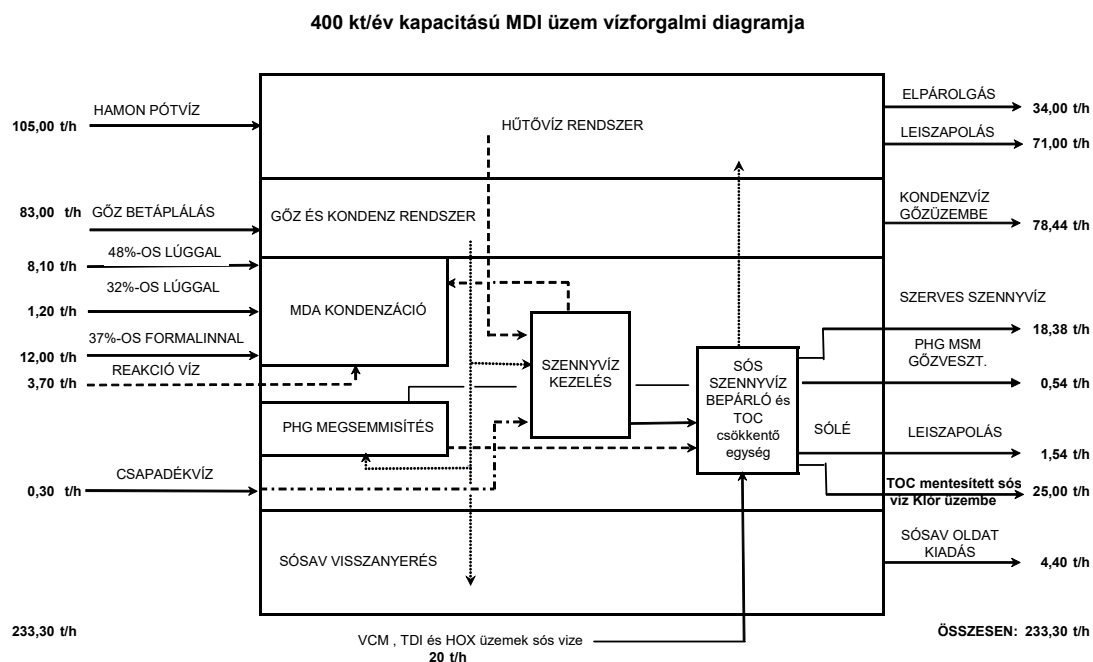 400 kt/év kapacitású MDI üzem vízforgalmi diagramja
HAMON PÓTVÍZ
105,00 t/h
HŰTŐVÍZ RENDSZER
ELPÁROLGÁS
34,00 t/h
LEISZAPOLÁS
71,00 t/h
83,00 t/h
GŐZ BETÁPLÁLÁS
GŐZ ÉS KONDENZ RENDSZER
KONDENZVÍZ
GŐZÜZEMBE
78,44 t/h
48%-OS LÚGGAL
8,10 t/h
32%-OS LÚGGAL
1,20 t/h
37%-OS FORMALINNAL
12,00 t/h
REAKCIÓ VÍZ
3,70 t/h
MDA KONDENZÁCIÓ
SZENNYVÍZ
KEZELÉS
SÓS
SZENNYVÍZ
BEPÁRLÓ és
TOC
csökkentő
egység
SZERVES SZENNYVÍZ
18,38 t/h
PHG MSM
GŐZVESZT.
0,54 t/h
PHG MEGSEMMISÍTÉS
SÓLÉ
LEISZAPOLÁS
1,54 t/h
CSAPADÉKVÍZ
0,30 t/h
TOC mentesített sós
víz Klór üzembe
25,00 t/h
SÓSAV VISSZANYERÉS
SÓSAV OLDAT
KIADÁS
4,40 t/h
233,30 t/h
VCM , TDI és HOX üzemek sós vize
20 t/h
ÖSSZESEN: 233,30 t/h